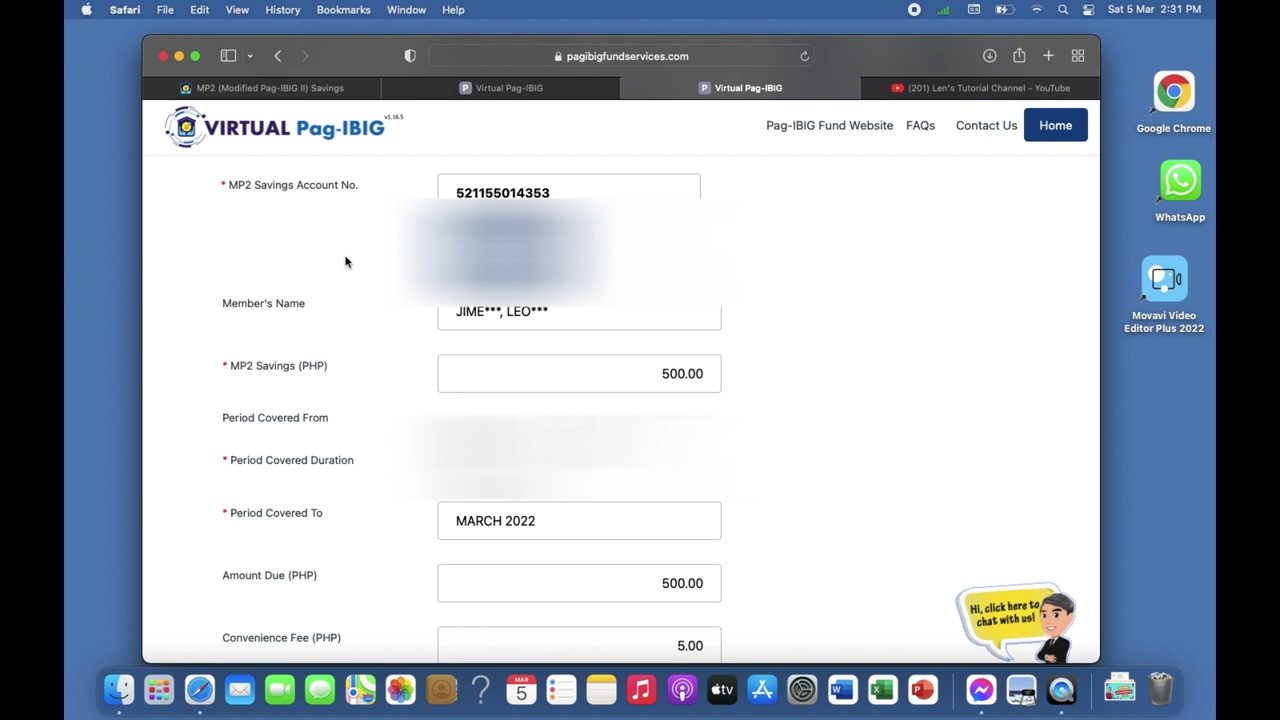 Safari File Edit View History Bookmarks Window Help Sat 5 Mar 2:31 PM
pagibigfundservices.com
MP2 (Modified Pag-IBIG II) Savings
Virtual Pag-IBIG
Virtual Pag-IBIG
(201) Len's Tutorial Channel - YouTube
VIRTUAL Pag-IBIG v1.16.5
Pag-IBIG Fund Website FAQs Contact Us Home
* MP2 Savings Account No. 521155014353
Member's Name JIME***, LEO***
* MP2 Savings (PHP) 500.00
Period Covered From
* Period Covered Duration
* Period Covered To MARCH 2022
Amount Due (PHP) 500.00
Convenience Fee (PHP) 5.00
Hi, click here to
chat with us!
Google Chrome
WhatsApp
Movavi Video
Editor Plus 2022
MAR
5
tv
W
X
P